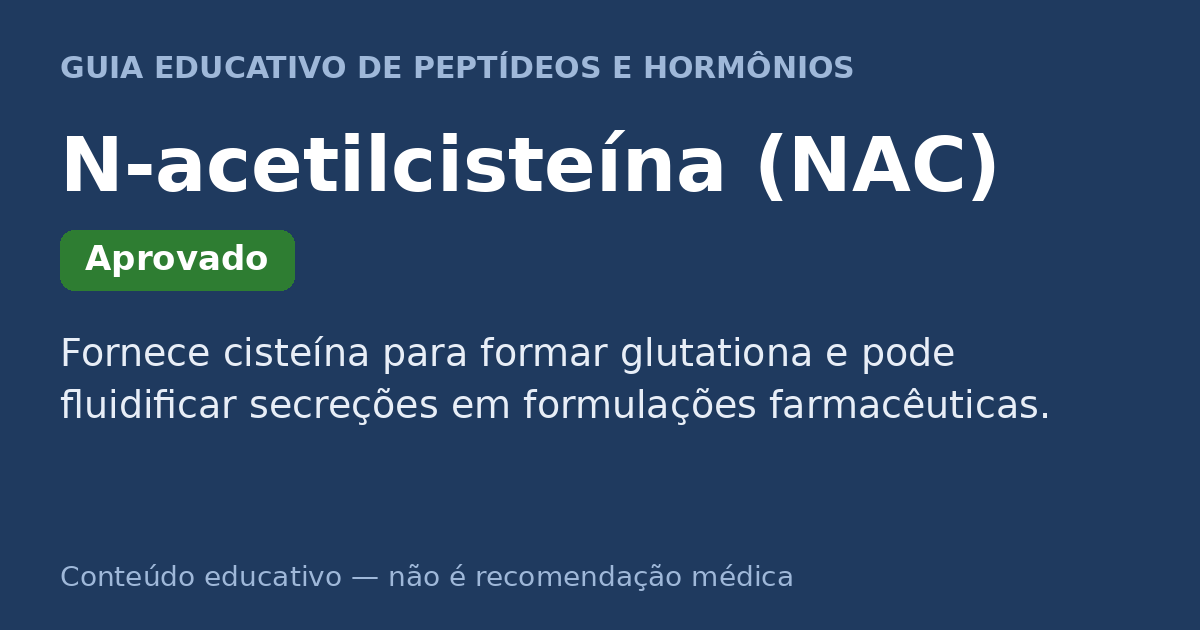 GUIA EDUCATIVO DE PEPTÍDEOS E HORMÔNIOS
N-acetilcisteína (NAC)
Aprovado
Fornece cisteína para formar glutationa e pode
fluidificar secreções em formulações farmacêuticas.
Conteúdo educativo — não é recomendação médica